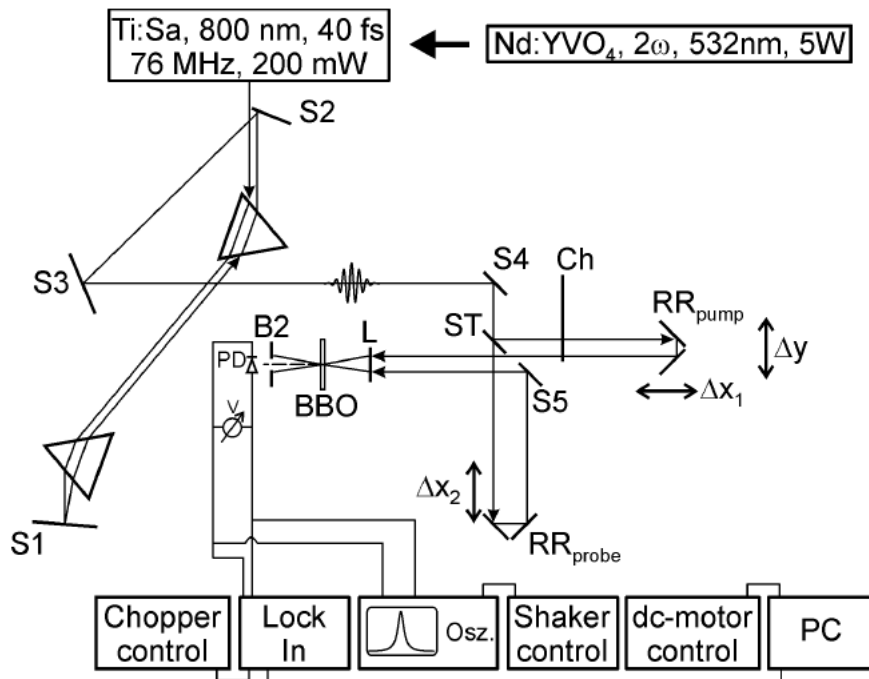 Ti:Sa, 800 nm, 40 fs
76 MHz, 200 mW
Nd:YVO₄, 2ω, 532nm, 5W
S2
S3
S4
Ch
RR_pump
ST
Δy
B2
L
PD
BBO
S5
Δx₁
V
Δx₂
S1
RR_probe
Chopper
control
Lock
In
Osz.
Shaker
control
dc-motor
control
PC